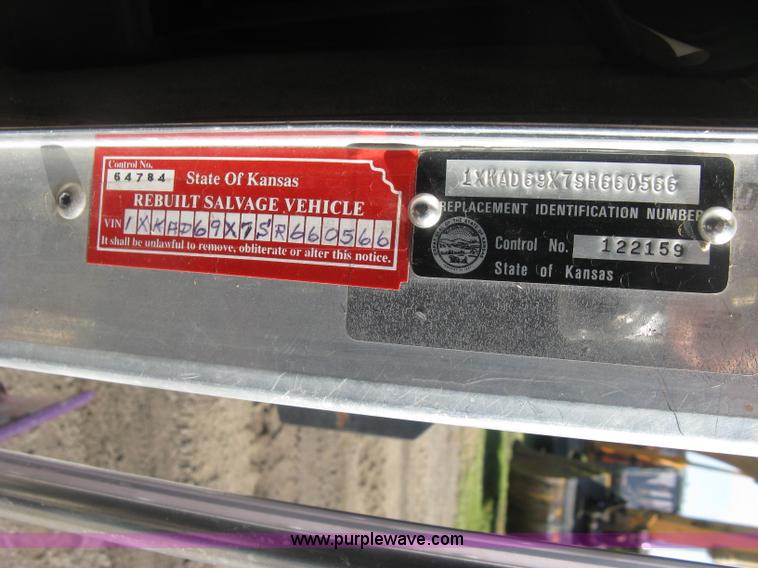 Control No.
64784
State Of Kansas
REBUILT SALVAGE VEHICLE
VIN 1XKAD69X7SR660566
It shall be unlawful to remove, obliterate or alter this notice.
1XKAD69X7SR660566
REPLACEMENT IDENTIFICATION NUMBER
Control No. 122159
State of Kansas
www.purplewave.com